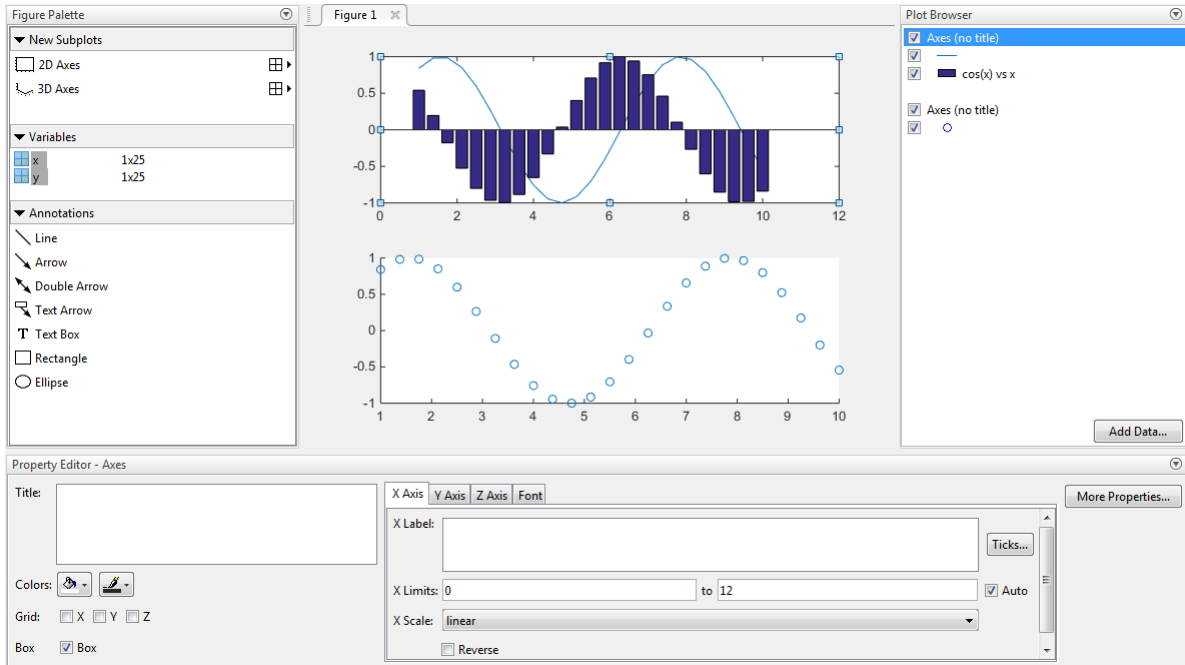 Figure Palette
New Subplots
2D Axes
3D Axes
Variables
x 1x25
y 1x25
Annotations
Line
Arrow
Double Arrow
Text Arrow
T Text Box
Rectangle
Ellipse
Figure 1
1
0.5
0
-0.5
-1
0 2 4 6 8 10 12
1
0.5
0
-0.5
-1
1 2 3 4 5 6 7 8 9 10
Plot Browser
Axes (no title)
cos(x) vs x
Axes (no title)
Add Data...
Property Editor - Axes
Title:
Colors:
Grid: X Y Z
Box Box
X Axis Y Axis Z Axis Font
X Label:
Ticks...
X Limits: 0 to 12 Auto
X Scale: linear
Reverse
More Properties...